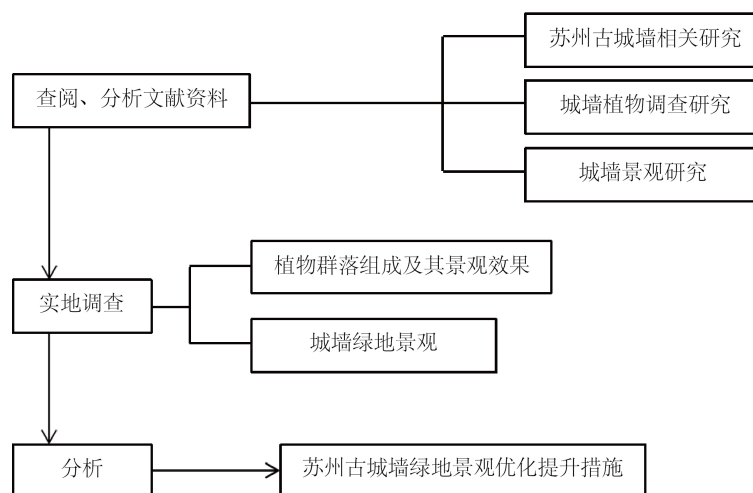 苏州古城墙相关研究
查阅、分析文献资料
城墙植物调查研究
城墙景观研究
植物群落组成及其景观效果
实地调查
城墙绿地景观
分析
苏州古城墙绿地景观优化提升措施